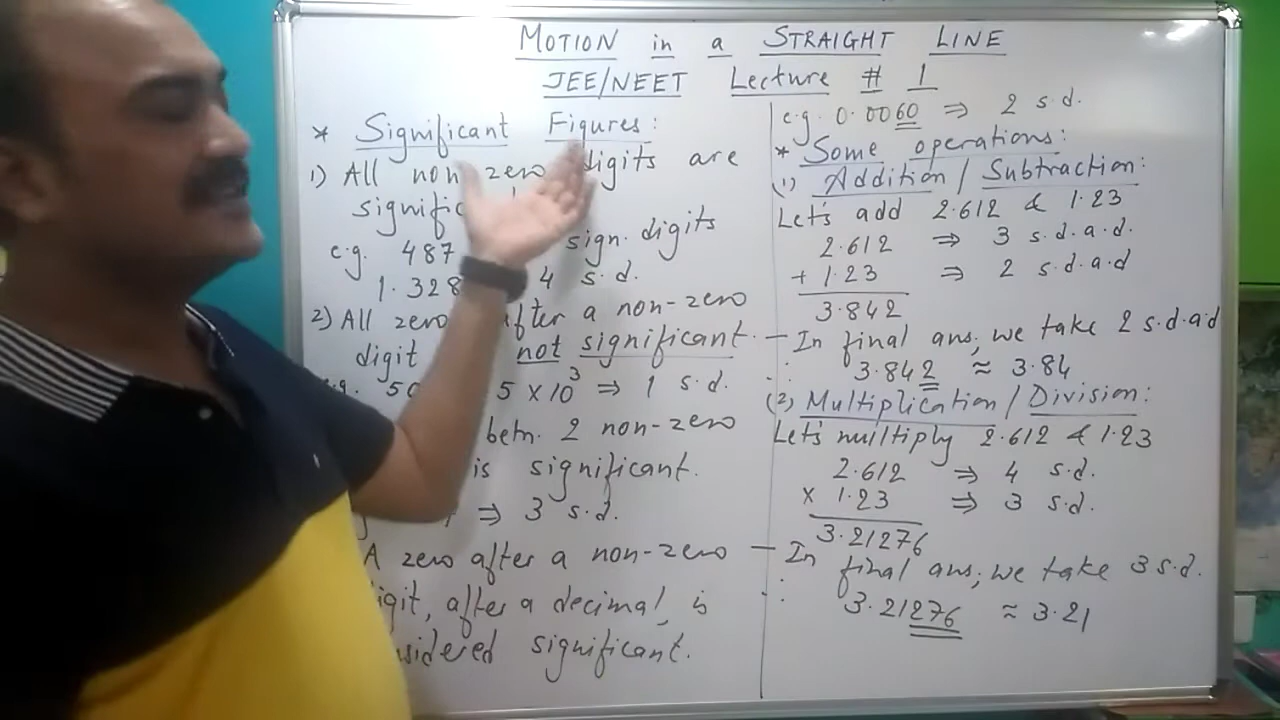 MOTION in a STRAIGHT LINE
JEE/NEET Lecture # 1
* Significant Figures:
1) All non zero digits are
e.g. 487 sign. digits
1.328 4 s.d.
2) All zero after a non-zero
digit not significant.
5 x 10³ ⇒ 1 s.d.
betn. 2 non-zero
is significant.
⇒ 3 s.d.
A zero after a non-zero
digit, after a decimal, is
considered significant.
e.g. 0.0060 ⇒ 2 s.d.
* Some operations:
(1) Addition / Subtraction:
Let's add 2.612 & 1.23
2.612 ⇒ 3 s.d.a.d.
+ 1.23 ⇒ 2 s.d.a.d
3.842
- In final ans, we take 2 s.d.a.d
∴ 3.842 ≈ 3.84
(2) Multiplication / Division:
Let's multiply 2.612 & 1.23
2.612 ⇒ 4 s.d.
x 1.23 ⇒ 3 s.d.
3.21276
- In final ans, we take 3 s.d.
∴ 3.21276 ≈ 3.21